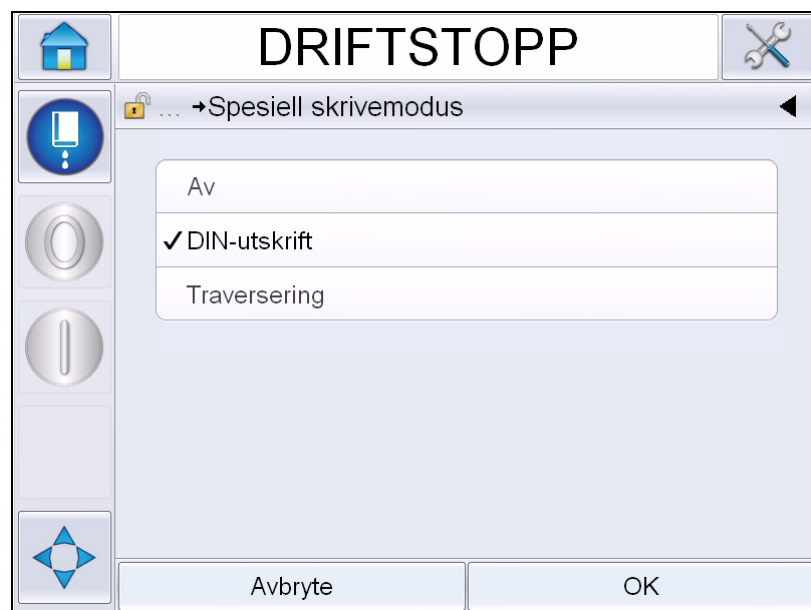 DRIFTSTOPP
... →Spesiell skrivemodus
Av
✓DIN-utskrift
Traversering
Avbryte
OK